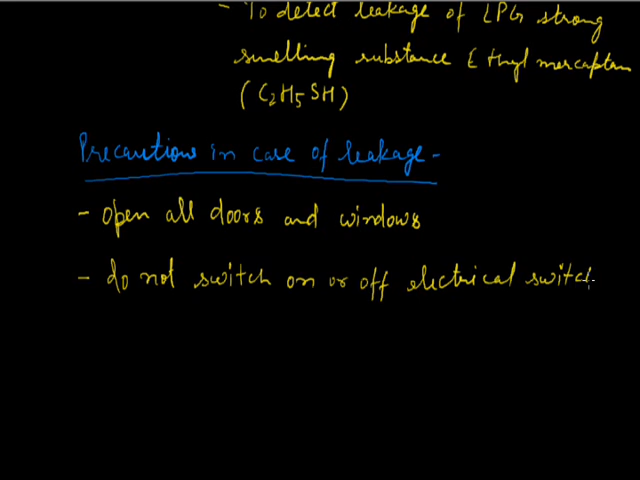 - To detect leakage of LPG strong
smelling substance Ethyl mercaptan
(C2H5SH)
Precautions in case of leakage -
- open all doors and windows
- do not switch on or off electrical switch